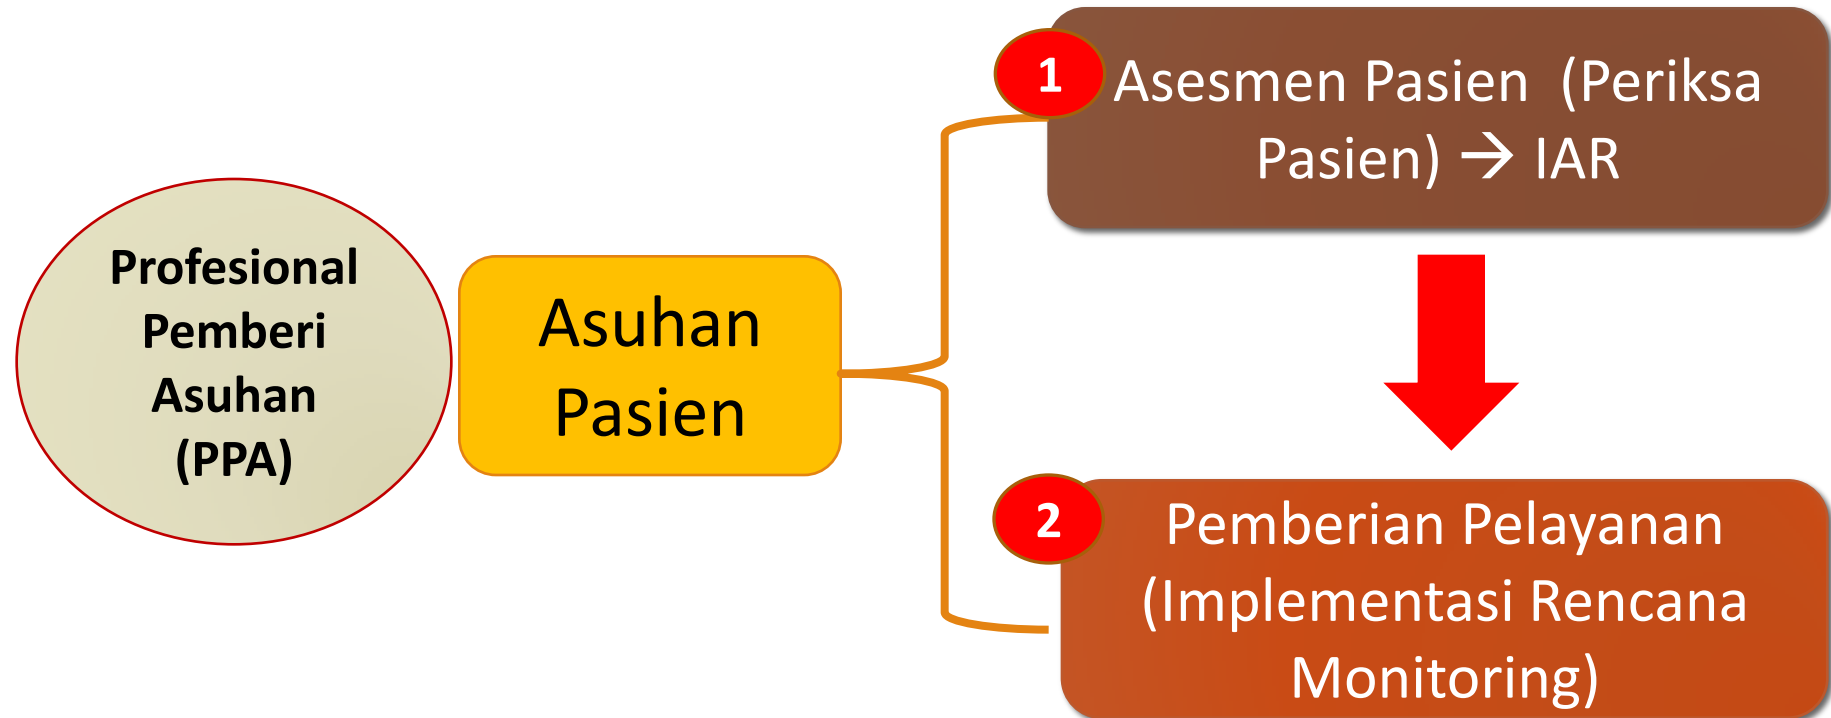 Profesional
Pemberi
Asuhan
(PPA)
Asuhan
Pasien
1
Asesmen Pasien (Periksa
Pasien) → IAR
2
Pemberian Pelayanan
(Implementasi Rencana
Monitoring)